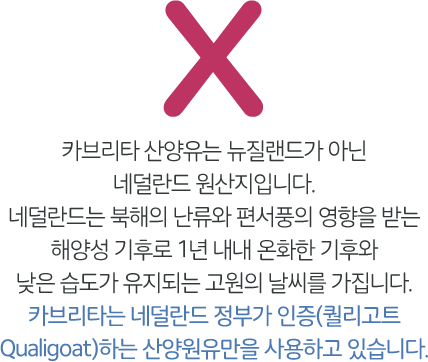 카브리타 산양유는 뉴질랜드가 아닌
네덜란드 원산지입니다.
네덜란드는 북해의 난류와 편서풍의 영향을 받는
해양성 기후로 1년 내내 온화한 기후와
낮은 습도가 유지되는 고원의 날씨를 가집니다.
카브리타는 네덜란드 정부가 인증(퀄리고트
Qualigoat)하는 산양원유만을 사용하고 있습니다.